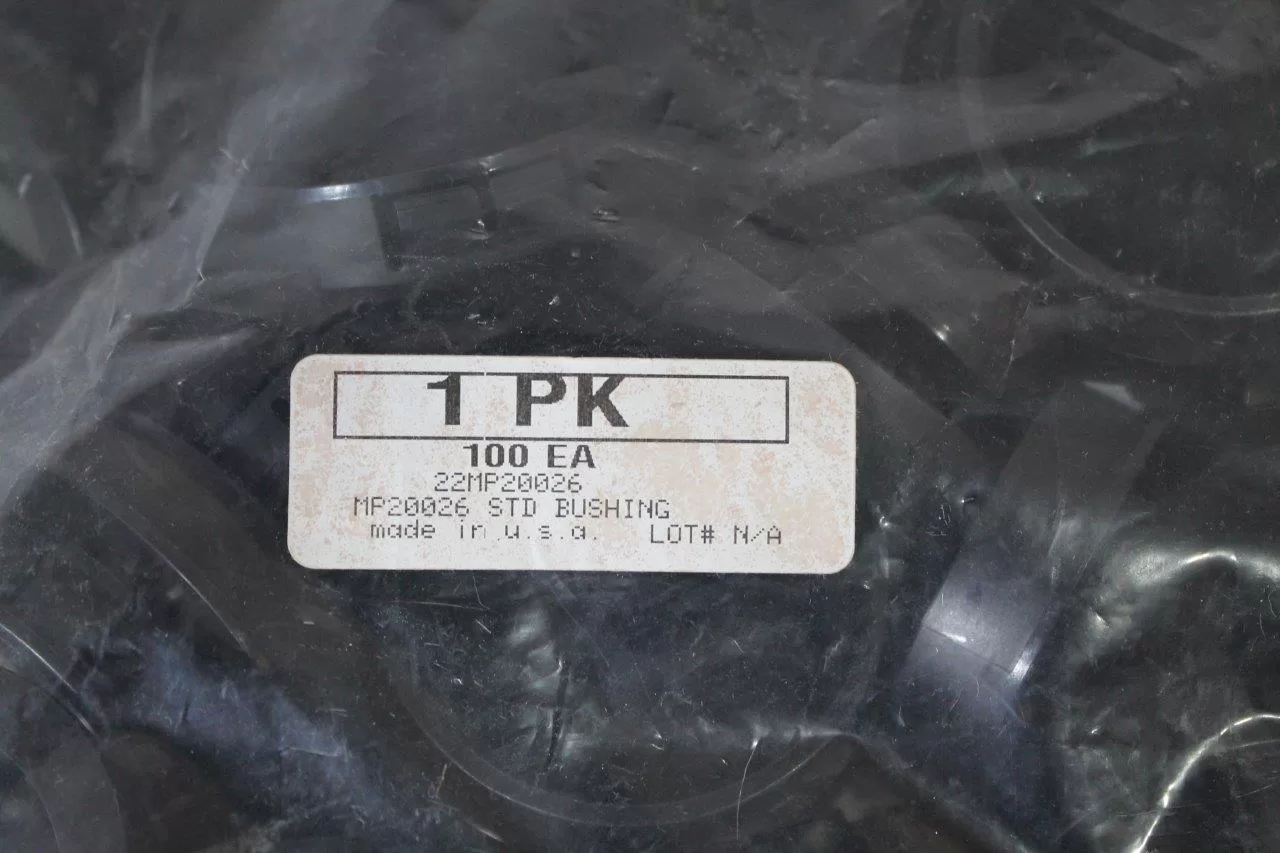 1 PK
100 EA
22MP20026
MP20026 STD BUSHING
made in u.s.a. LOT# N/A